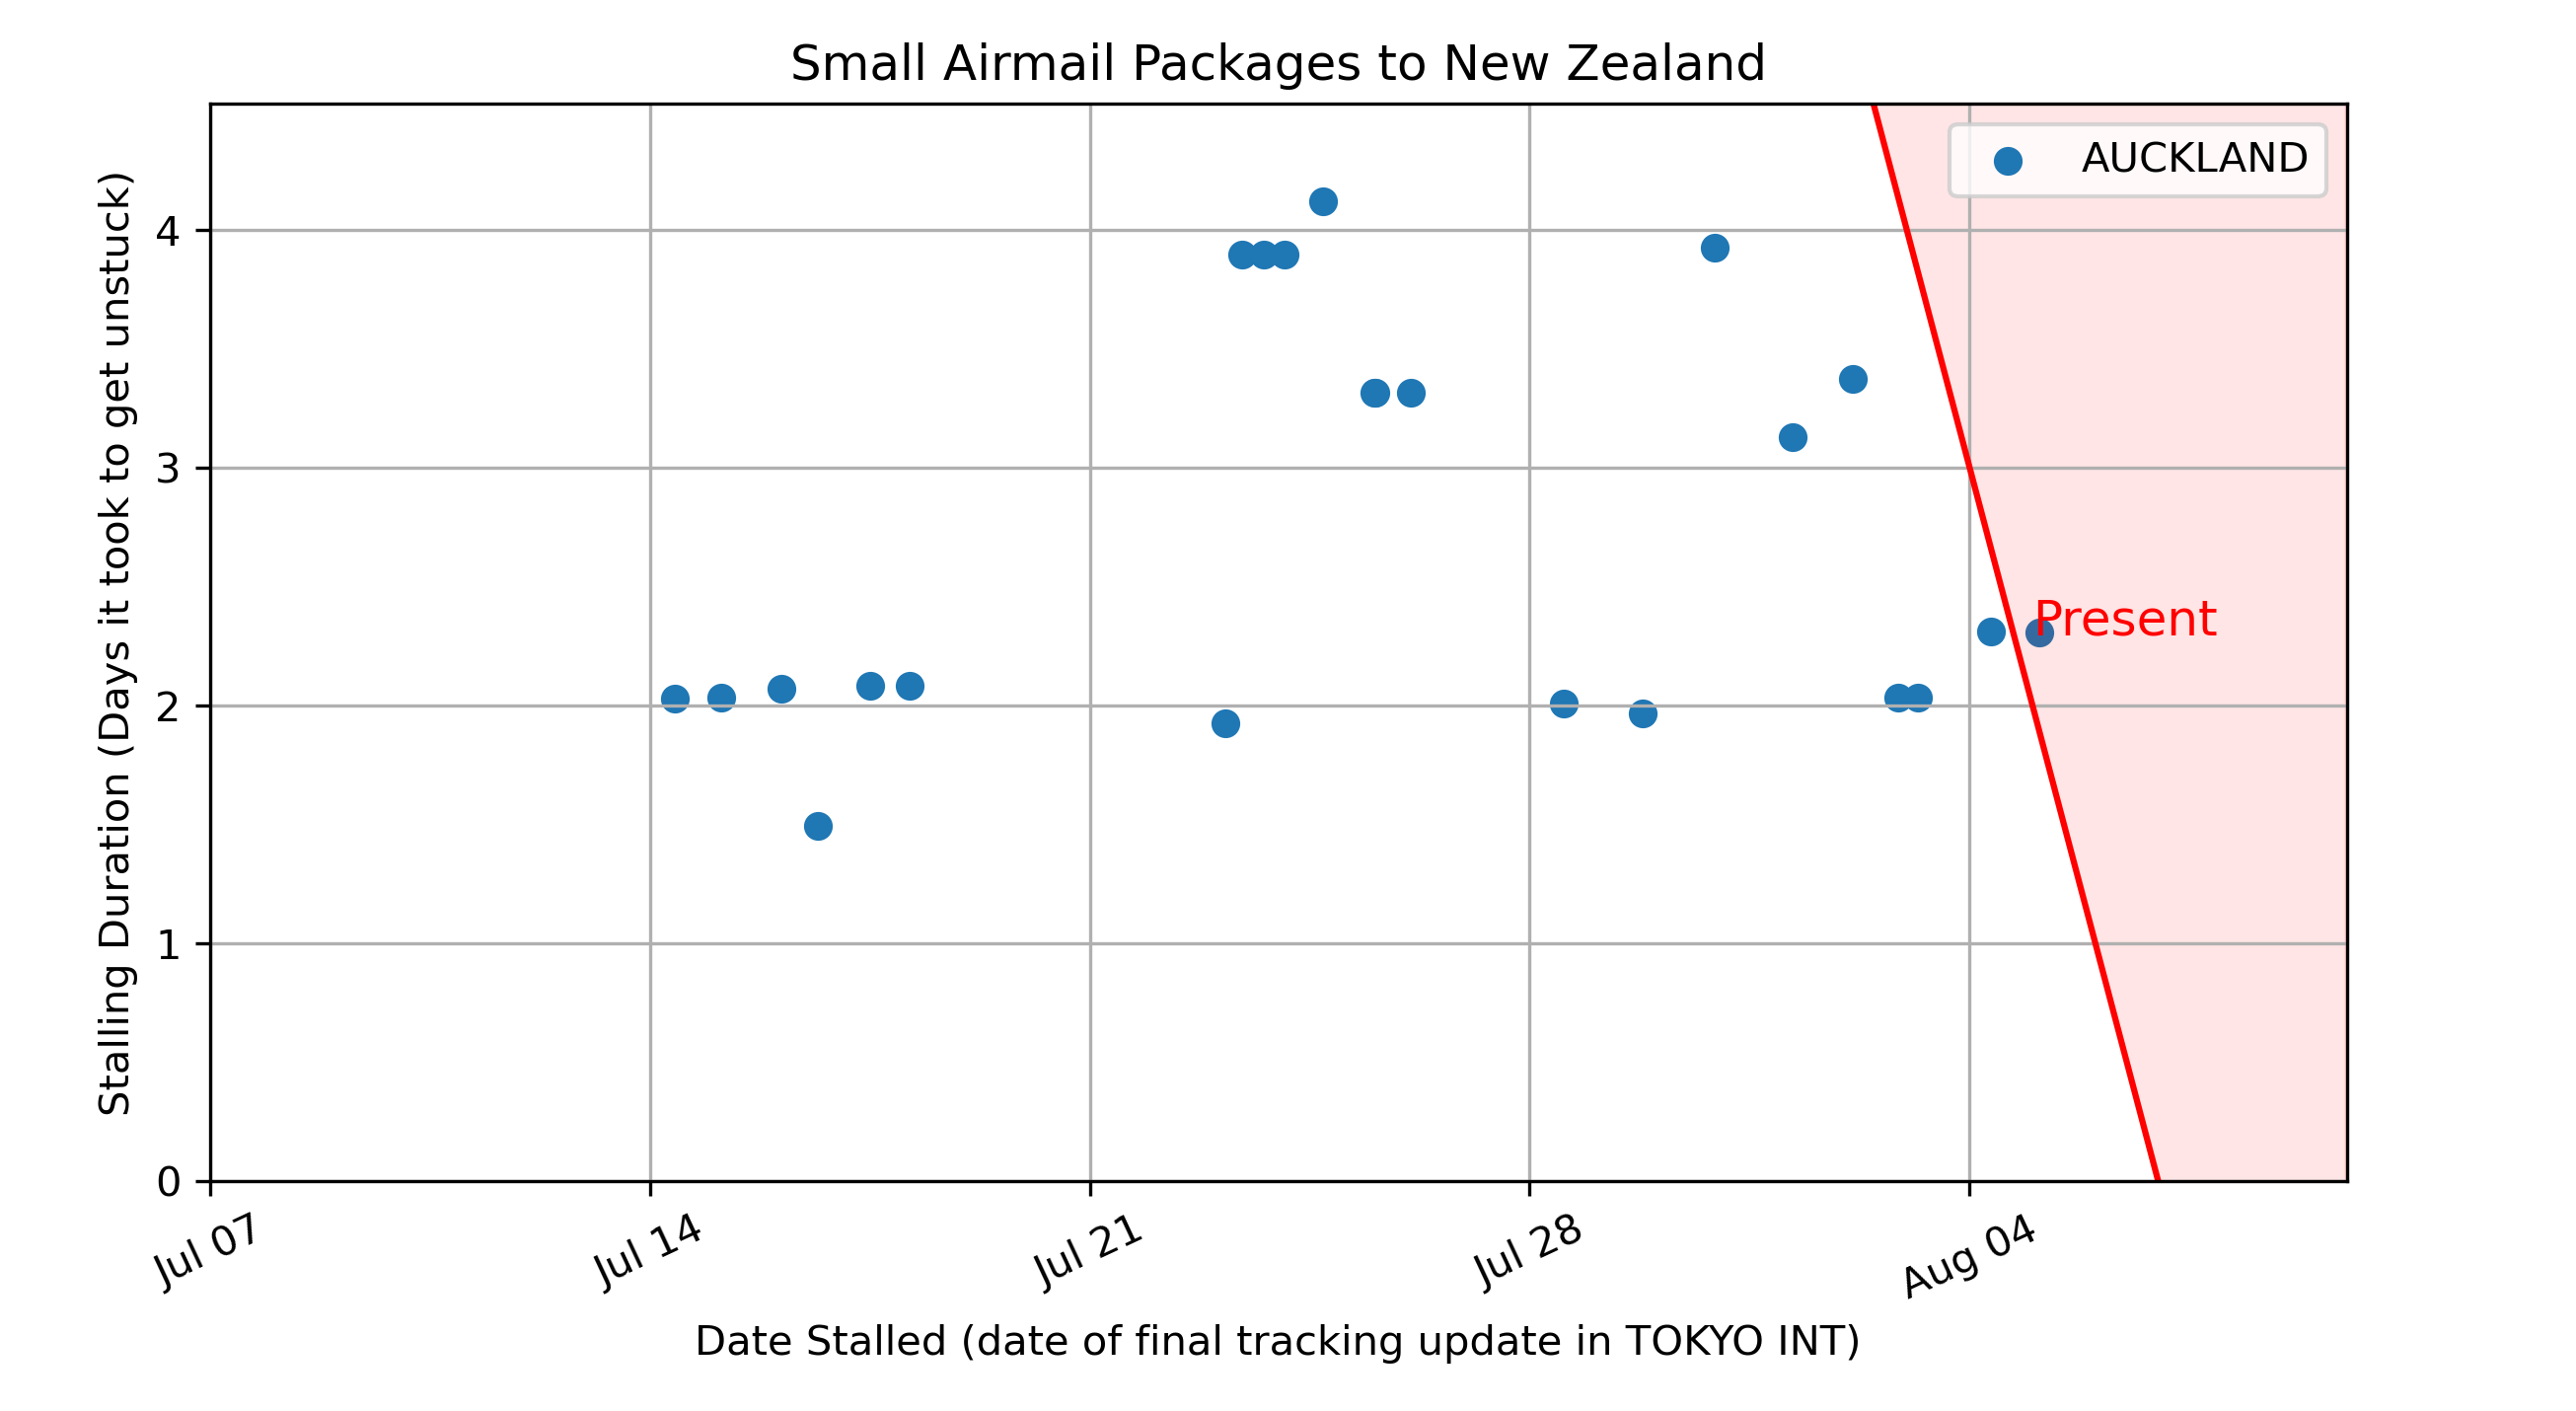 Small Airmail Packages to New Zealand
AUCKLAND
Stalling Duration (Days it took to get unstuck)
4
3
2
1
0
Present
Jul 07
Jul 14
Jul 21
Jul 28
Aug 04
Date Stalled (date of final tracking update in TOKYO INT)